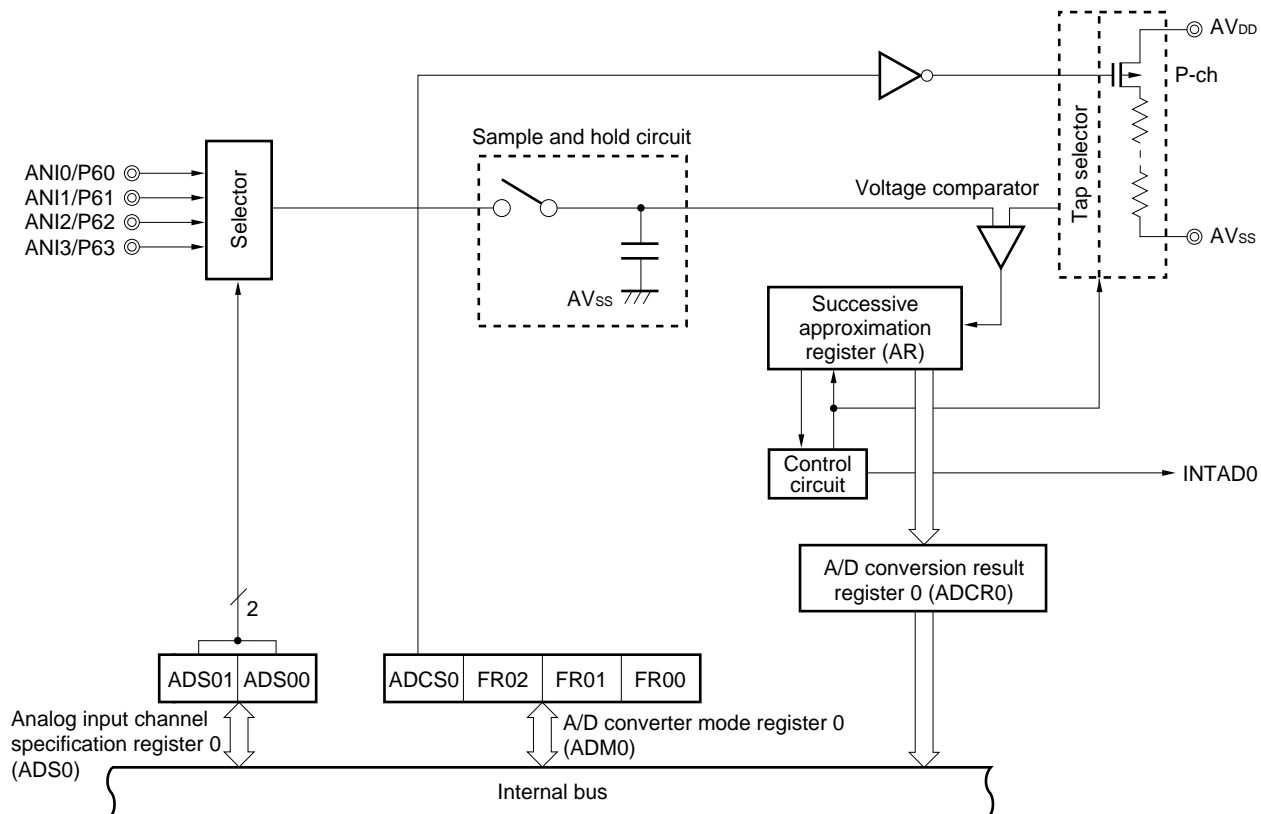 AVDD
P-ch
Tap selector
AVSS
Sample and hold circuit
Voltage comparator
ANI0/P60
ANI1/P61
ANI2/P62
ANI3/P63
Selector
AVSS
Successive
approximation
register (AR)
Control
circuit
INTAD0
A/D conversion result
register 0 (ADCR0)
2
ADS01
ADS00
ADCS0
FR02
FR01
FR00
Analog input channel
specification register 0
(ADS0)
A/D converter mode register 0
(ADM0)
Internal bus